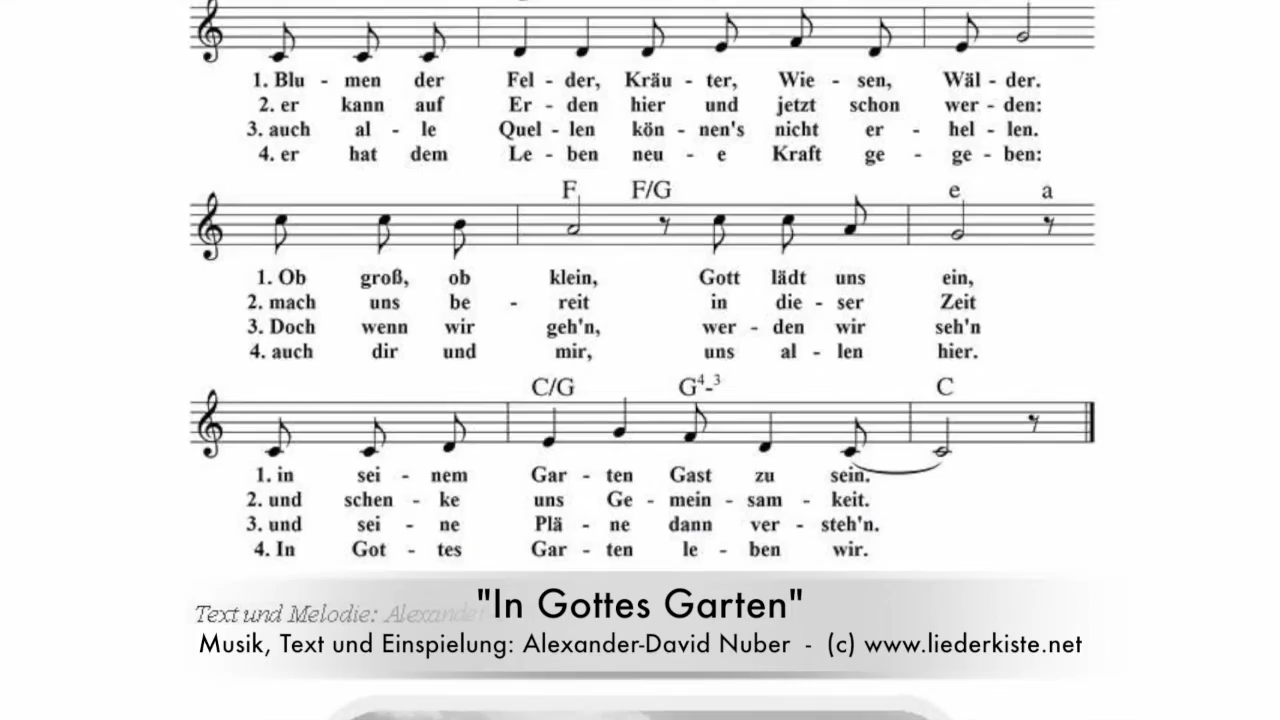 1. Blu - men der Fel - der, Kräu - ter, Wie - sen, Wäl - der.
2. er kann auf Er - den hier und jetzt schon wer - den:
3. auch al - le Quel - len kön - nen's nicht er - hel - len.
4. er hat dem Le - ben neu - e Kraft ge - ge - ben:
F F/G e a
1. Ob groß, ob klein, Gott lädt uns ein,
2. mach uns be - reit in die - ser Zeit
3. Doch wenn wir geh'n, wer - den wir seh'n
4. auch dir und mir, uns al - len hier.
C/G G4-3 C
1. in sei - nem Gar - ten Gast zu sein.
2. und schen - ke uns Ge - mein - sam - keit.
3. und sei - ne Plä - ne dann ver - steh'n.
4. In Got - tes Gar - ten le - ben wir.
"In Gottes Garten"
Text und Melodie: Alexander
Musik, Text und Einspielung: Alexander-David Nuber - (c) www.liederkiste.net